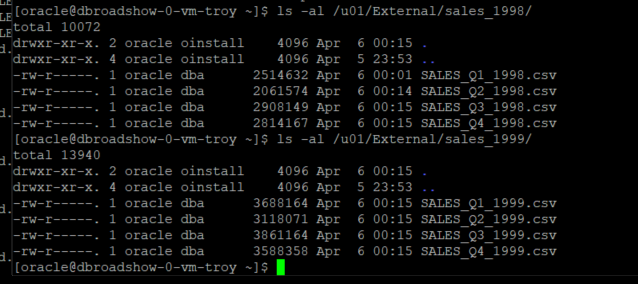 [oracle@dbroadshow-0-vm-troy ~]$ ls -al /u01/External/sales_1998/
total 10072
drwxr-xr-x. 2 oracle oinstall    4096 Apr  6 00:15 .
drwxr-xr-x. 4 oracle oinstall    4096 Apr  5 23:53 ..
-rw-r-----. 1 oracle dba      2514632 Apr  6 00:01 SALES_Q1_1998.csv
-rw-r-----. 1 oracle dba      2061574 Apr  6 00:14 SALES_Q2_1998.csv
-rw-r-----. 1 oracle dba      2908149 Apr  6 00:15 SALES_Q3_1998.csv
-rw-r-----. 1 oracle dba      2814167 Apr  6 00:15 SALES_Q4_1998.csv
[oracle@dbroadshow-0-vm-troy ~]$ ls -al /u01/External/sales_1999/
total 13940
drwxr-xr-x. 2 oracle oinstall    4096 Apr  6 00:15 .
drwxr-xr-x. 4 oracle oinstall    4096 Apr  5 23:53 ..
-rw-r-----. 1 oracle dba      3688164 Apr  6 00:15 SALES_Q1_1999.csv
-rw-r-----. 1 oracle dba      3118071 Apr  6 00:15 SALES_Q2_1999.csv
-rw-r-----. 1 oracle dba      3861164 Apr  6 00:15 SALES_Q3_1999.csv
-rw-r-----. 1 oracle dba      3588358 Apr  6 00:15 SALES_Q4_1999.csv
[oracle@dbroadshow-0-vm-troy ~]$